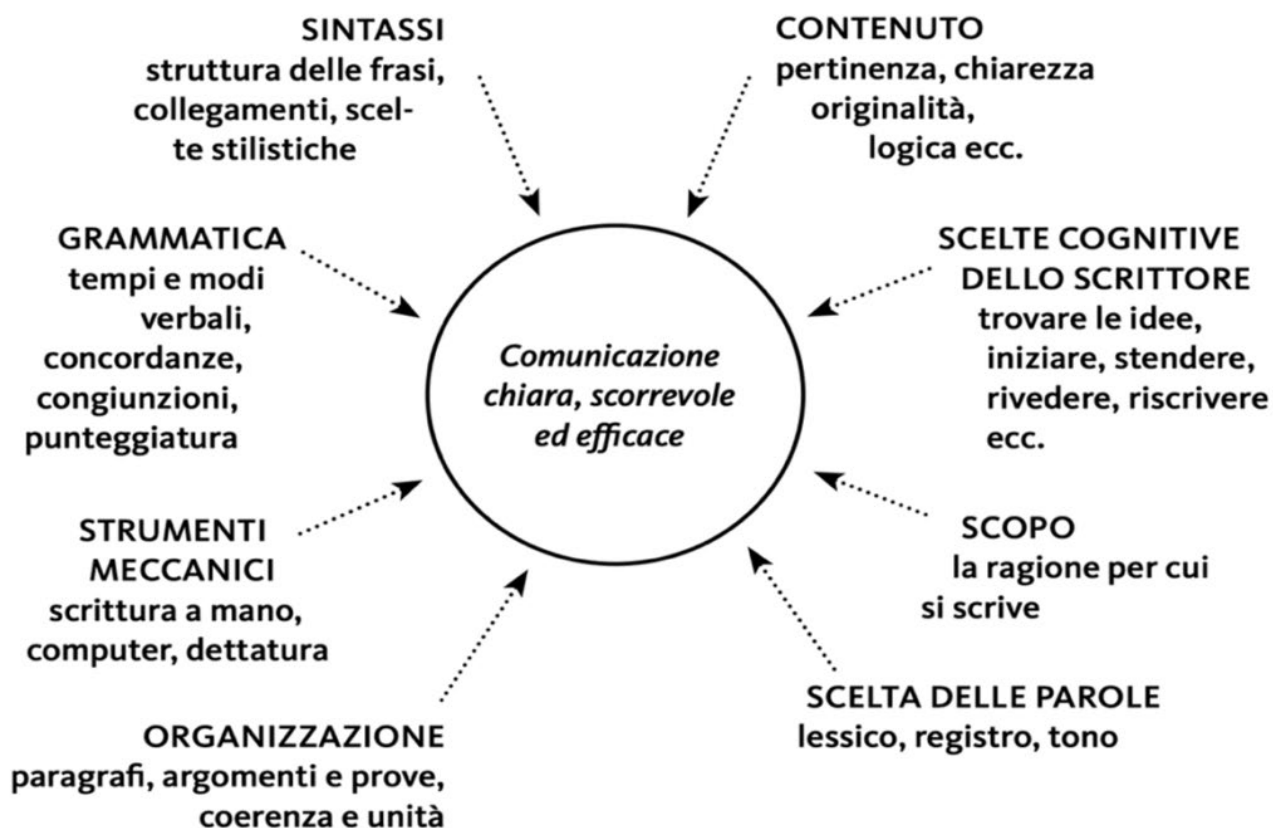 SINTASSI
struttura delle frasi,
collegamenti, scel-
te stilistiche
CONTENUTO
pertinenza, chiarezza
originalità,
logica ecc.
GRAMMATICA
tempi e modi
verbali,
concordanze,
congiunzioni,
punteggiatura
SCELTE COGNITIVE
DELLO SCRITTORE
trovare le idee,
iniziare, stendere,
rivedere, riscrivere
ecc.
Comunicazione
chiara, scorrevole
ed efficace
STRUMENTI
MECCANICI
scrittura a mano,
computer, dettatura
SCOPO
la ragione per cui
si scrive
ORGANIZZAZIONE
paragrafi, argomenti e prove,
coerenza e unità
SCELTA DELLE PAROLE
lessico, registro, tono